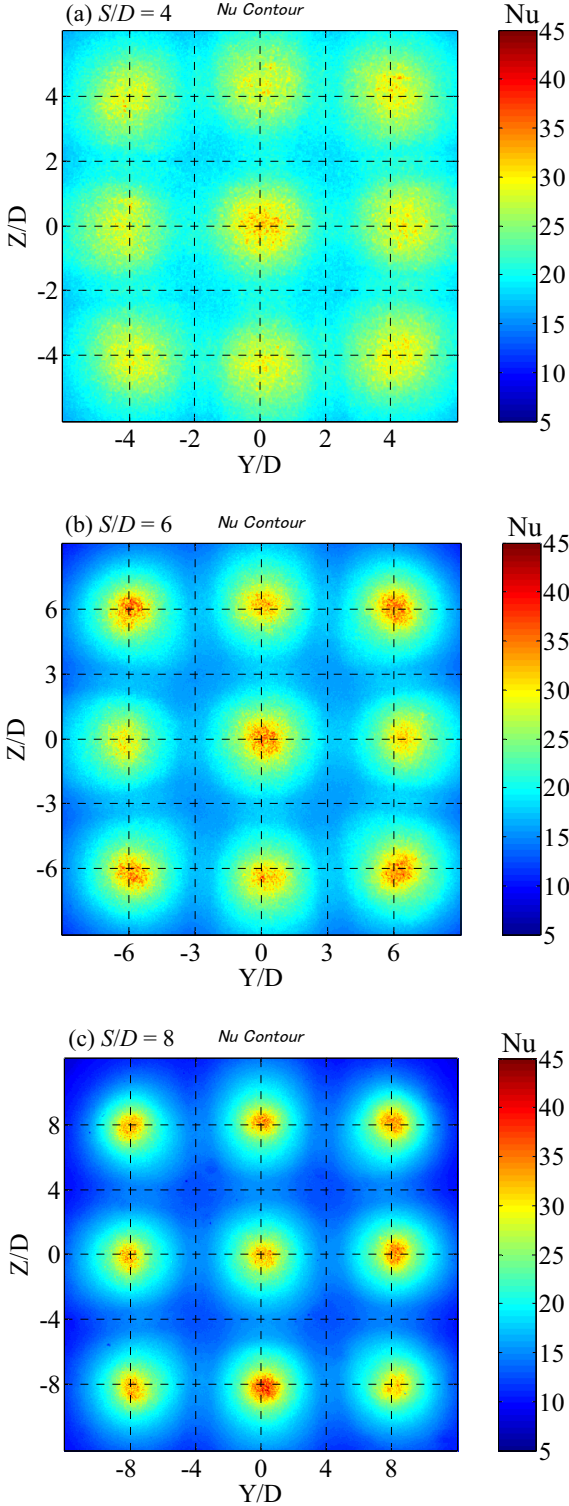 (a) S/D = 4 Nu Contour Nu
45
40
4 35
2 30
Z/D 0 25
-2 20
-4 15
10
5
-4 -2 0 2 4
Y/D
(b) S/D = 6 Nu Contour Nu
45
6 40
35
3 30
Z/D 0 25
-3 20
-6 15
10
5
-6 -3 0 3 6
Y/D
(c) S/D = 8 Nu Contour Nu
45
8 40
35
4 30
Z/D 0 25
-4 20
-8 15
10
5
-8 -4 0 4 8
Y/D